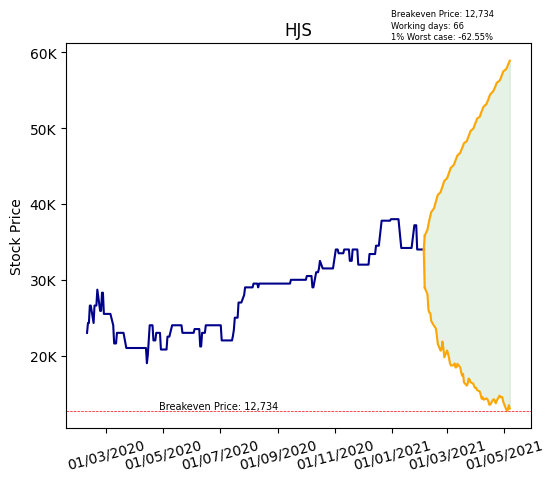 Breakeven Price: 12,734
Working days: 66
1% Worst case: -62.55%
HJS
60K
50K
40K
30K
20K
Stock Price
Breakeven Price: 12,734
01/03/2020
01/05/2020
01/07/2020
01/09/2020
01/11/2020
01/01/2021
01/03/2021
01/05/2021